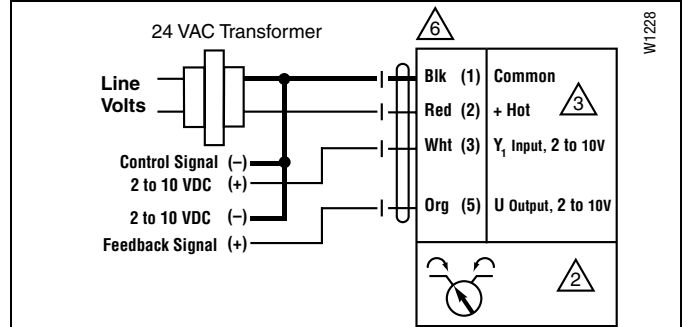 24 VAC Transformer
6
W1228
Line
Volts
Blk (1) Common
Red (2) + Hot
3
Wht (3) Y1 Input, 2 to 10V
Control Signal (–)
2 to 10 VDC (+)
2 to 10 VDC (–)
Feedback Signal (+)
Org (5) U Output, 2 to 10V
2